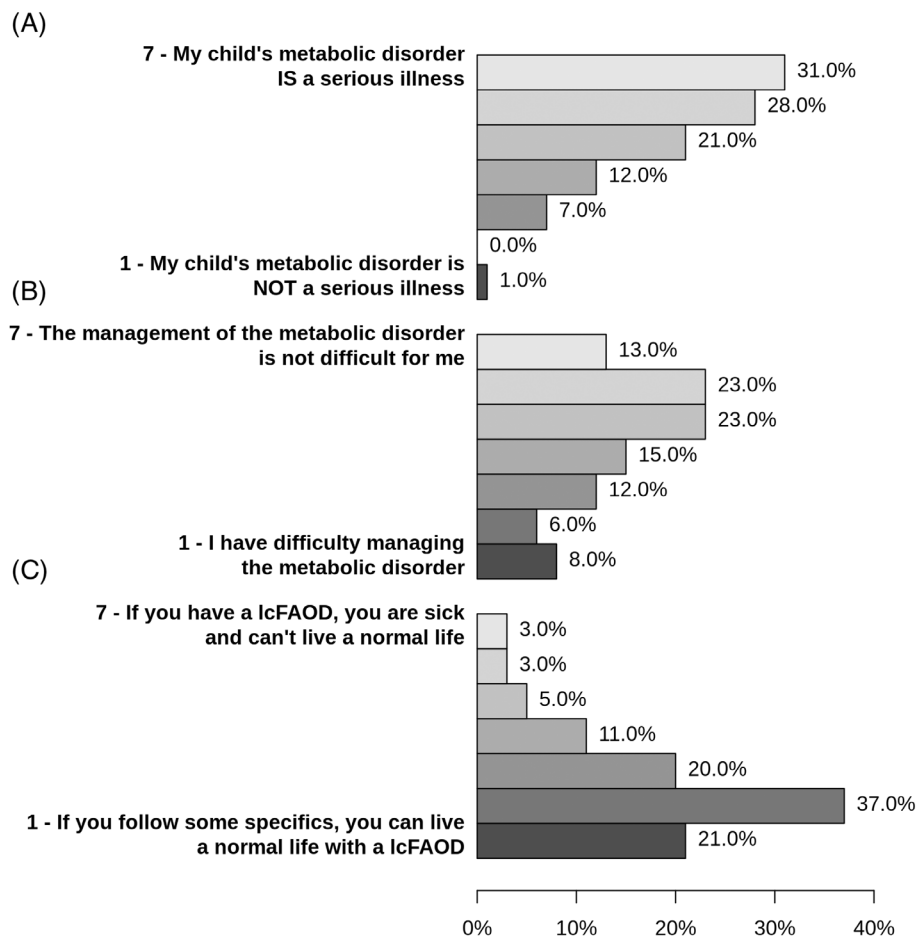 (A)
7 - My child's metabolic disorder
IS a serious illness
31.0%
28.0%
21.0%
12.0%
7.0%
0.0%
1 - My child's metabolic disorder is
NOT a serious illness
1.0%
(B)
7 - The management of the metabolic disorder
is not difficult for me
13.0%
23.0%
23.0%
15.0%
12.0%
6.0%
1 - I have difficulty managing
the metabolic disorder
8.0%
(C)
7 - If you have a lcFAOD, you are sick
and can't live a normal life
3.0%
3.0%
5.0%
11.0%
20.0%
37.0%
1 - If you follow some specifics, you can live
a normal life with a lcFAOD
21.0%
0% 10% 20% 30% 40%